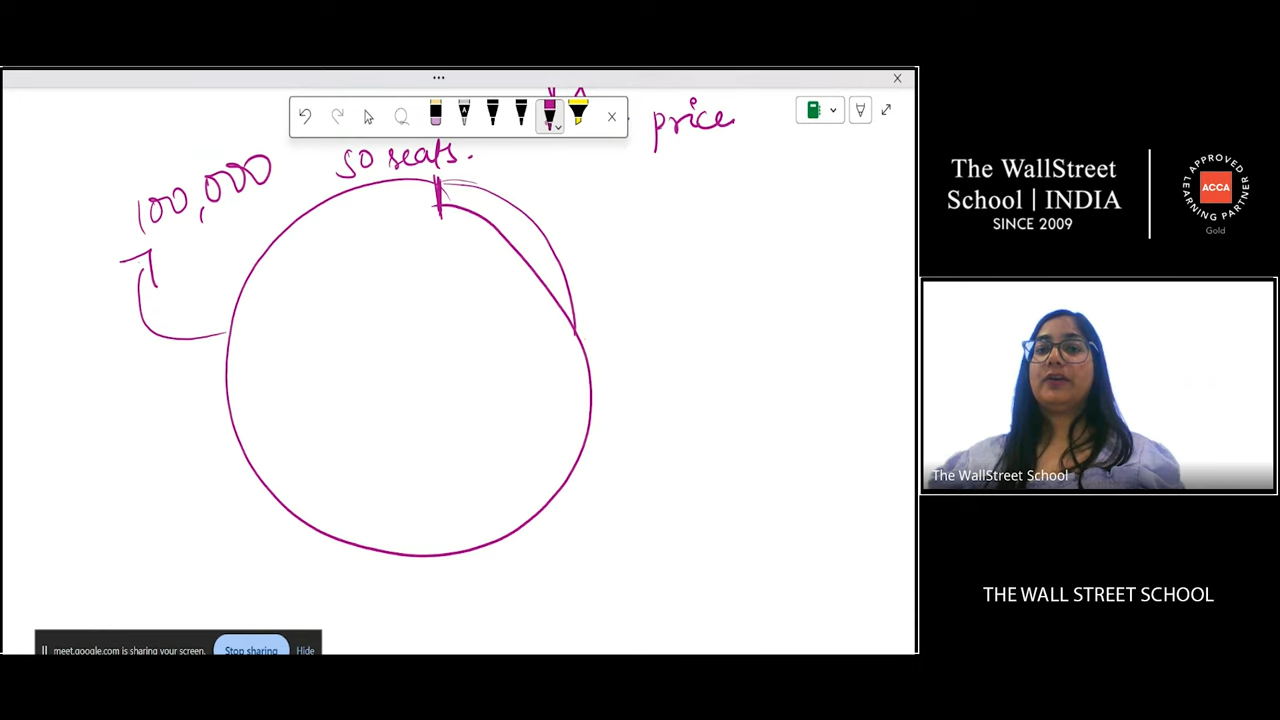 price
50 seats.
100,000
meet.google.com is sharing your screen.
Stop sharing
Hide
The WallStreet
School | INDIA
SINCE 2009
APPROVED
ACCA
LEARNING PARTNER
Gold
The WallStreet School
THE WALL STREET SCHOOL